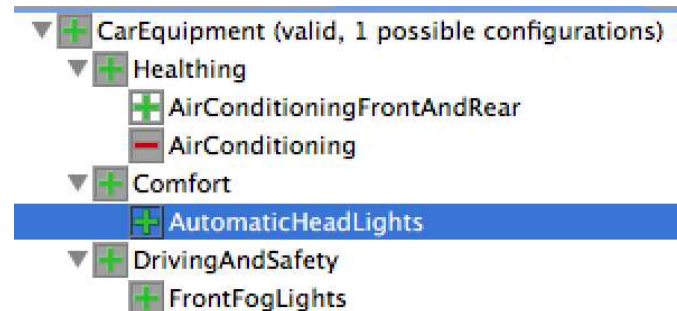 CarEquipment (valid, 1 possible configurations)
Healthing
AirConditioningFrontAndRear
AirConditioning
Comfort
AutomaticHeadLights
DrivingAndSafety
FrontFogLights